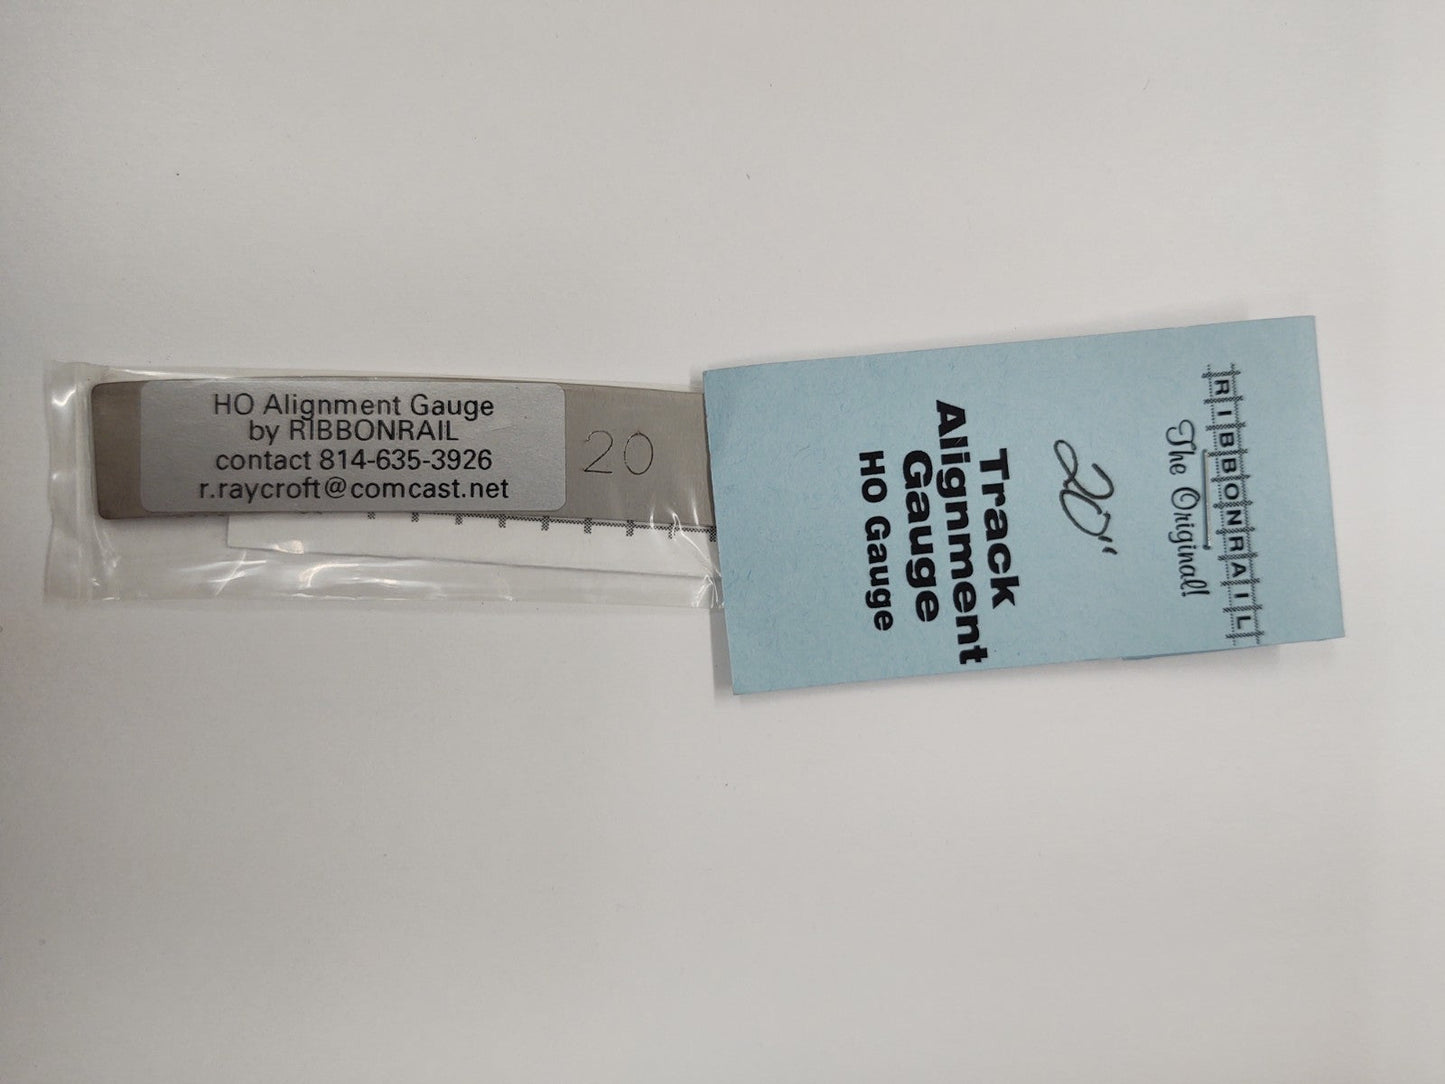 HO Alignment Gauge
by RIBBONRAIL
contact 814-635-3926
r.raycroft@comcast.net
20
RIBBONRAIL
The Original!
20"
Track
Alignment
Gauge
HO Gauge